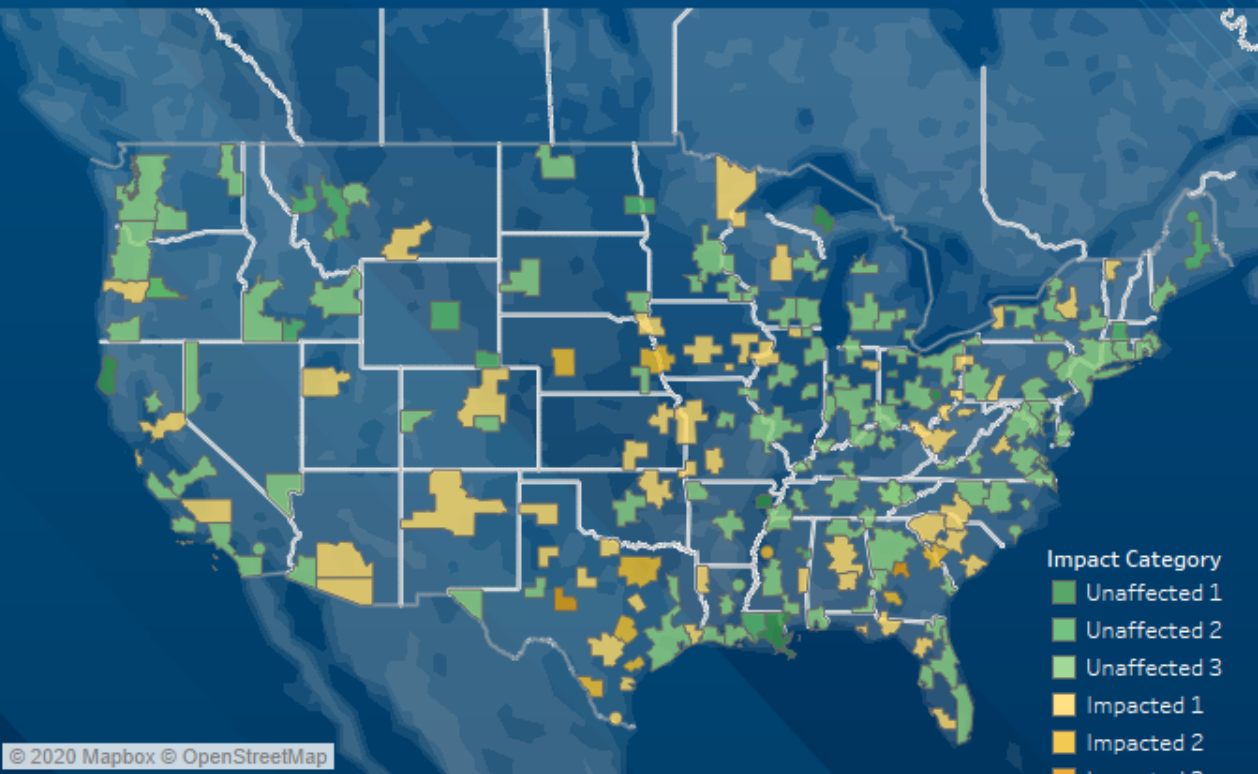 Impact Category
Unaffected 1
Unaffected 2
Unaffected 3
Impacted 1
Impacted 2
© 2020 Mapbox © OpenStreetMap